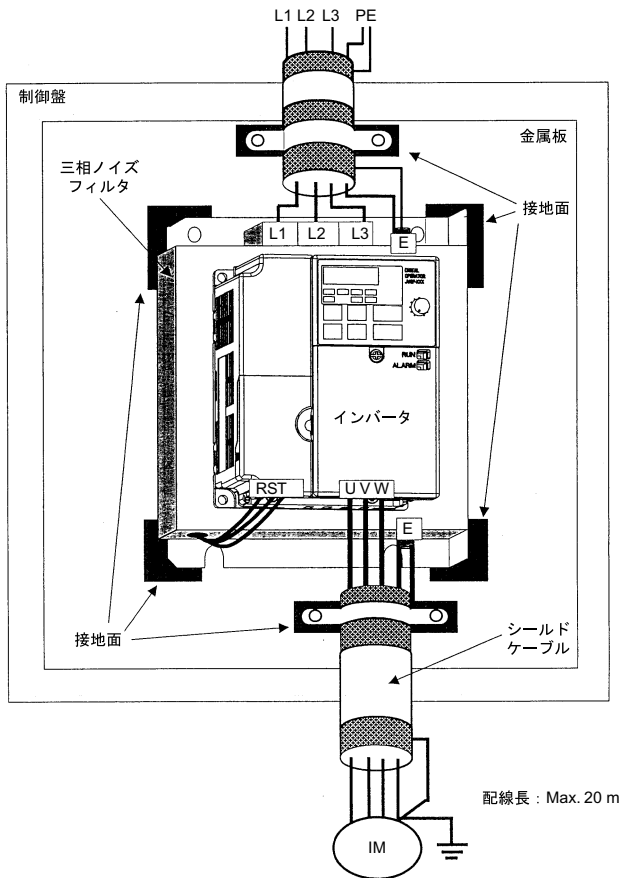 L1 L2 L3 PE
制御盤
金属板
三相ノイズ
フィルタ
接地面
L1 L2 L3
E
DIGITAL
OPERATOR
RUN
ALARM
インバータ
RST
U V W
E
接地面
シールド
ケーブル
配線長：Max. 20 m
IM